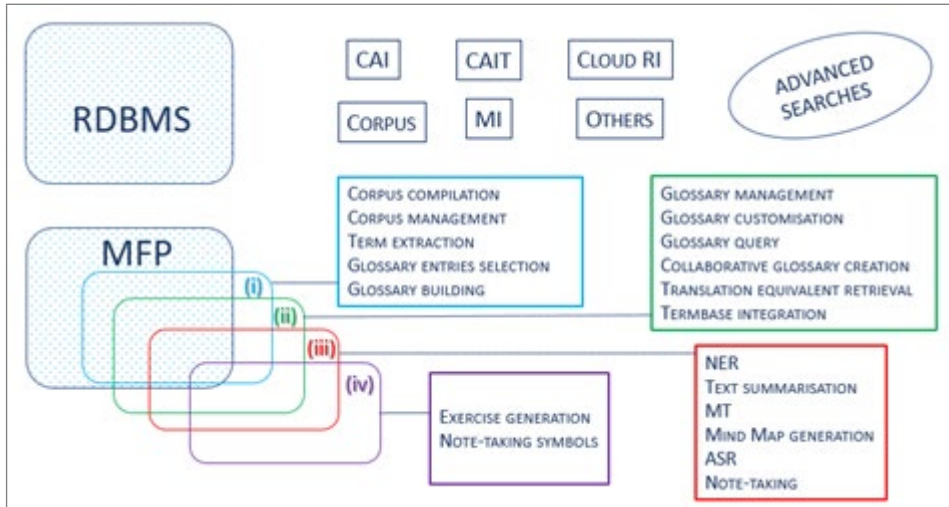 RDBMS
CAI
CAIT
CLOUD RI
CORPUS
MI
OTHERS
ADVANCED
SEARCHES
MFP
(i)
(ii)
(iii)
(iv)
CORPUS COMPILATION
CORPUS MANAGEMENT
TERM EXTRACTION
GLOSSARY ENTRIES SELECTION
GLOSSARY BUILDING
GLOSSARY MANAGEMENT
GLOSSARY CUSTOMISATION
GLOSSARY QUERY
COLLABORATIVE GLOSSARY CREATION
TRANSLATION EQUIVALENT RETRIEVAL
TERMBASE INTEGRATION
NER
TEXT SUMMARISATION
MT
MIND MAP GENERATION
ASR
NOTE-TAKING
EXERCISE GENERATION
NOTE-TAKING SYMBOLS